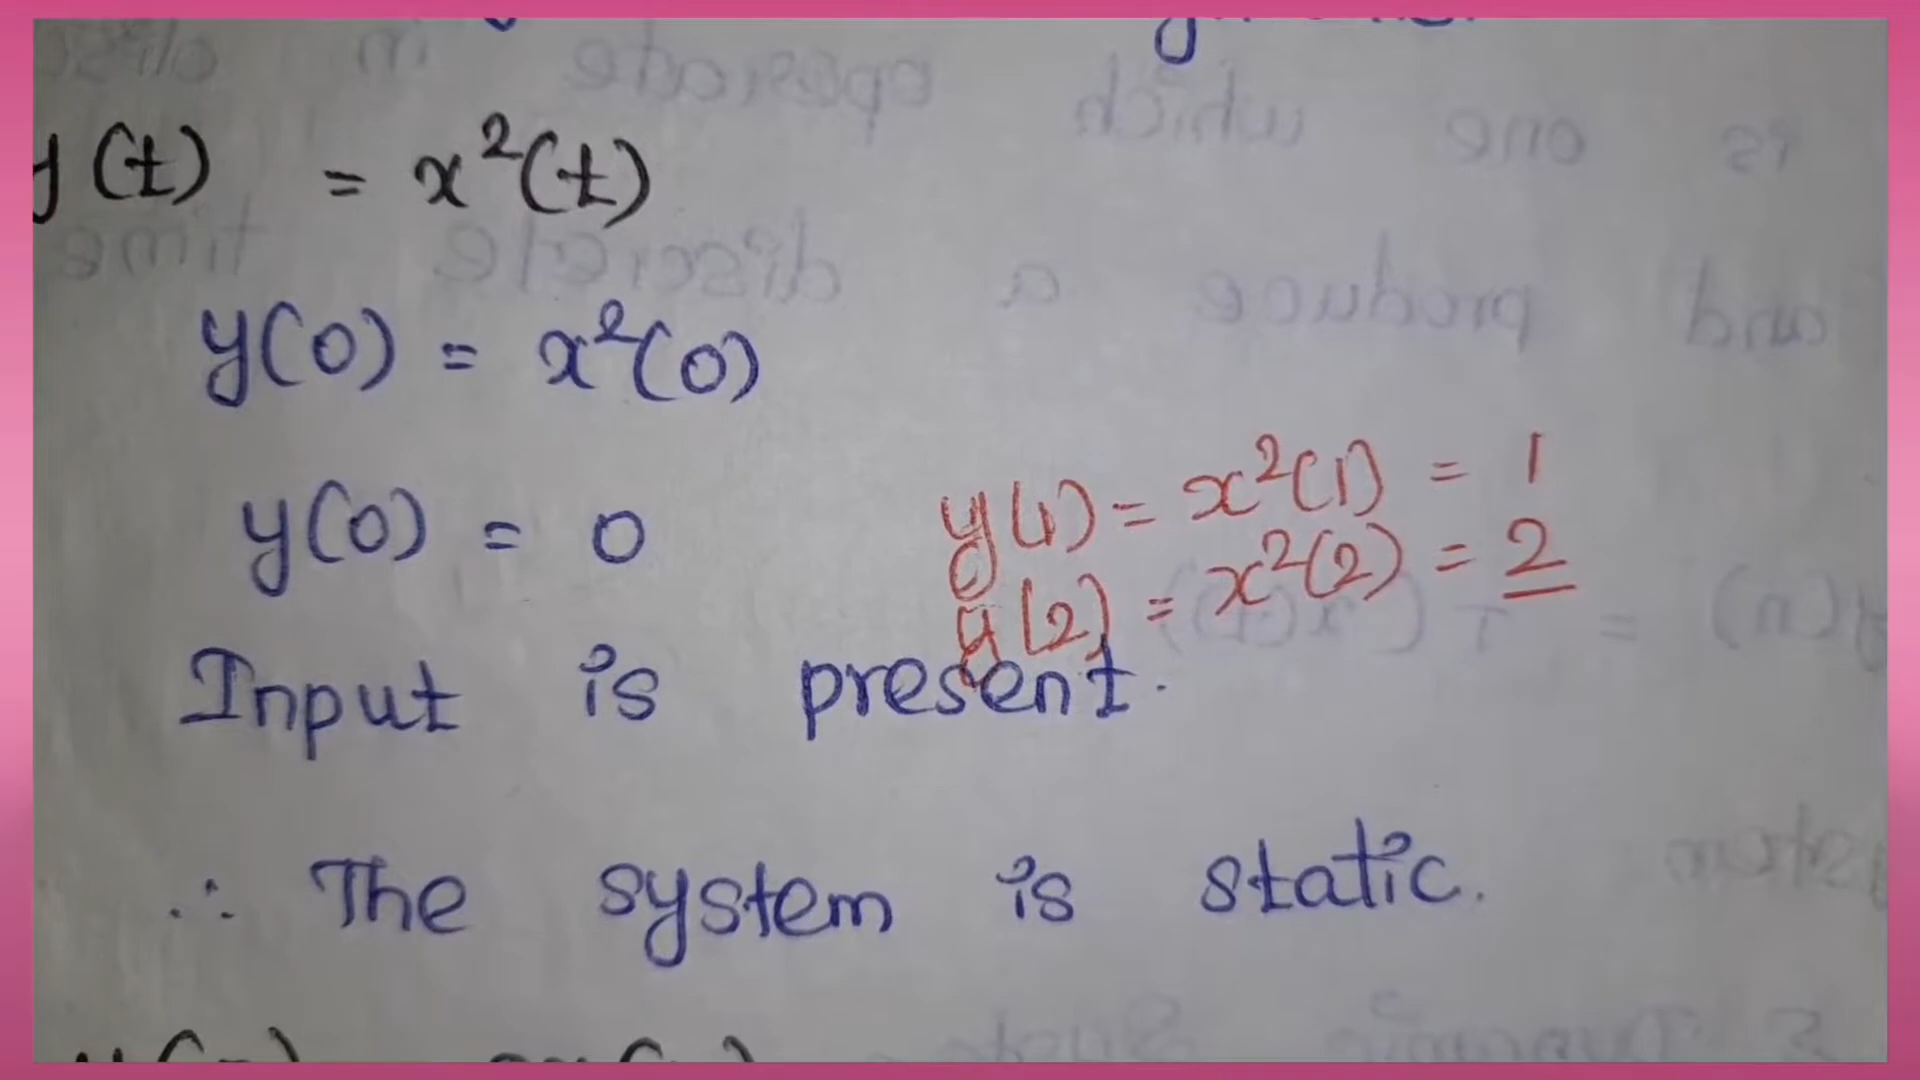 y(t) = x²(t)
y(0) = x²(0)
y(0) = 0
y(1) = x²(1) = 1
y(2) = x²(2) = 2
Input is present.
∴ The system is static.